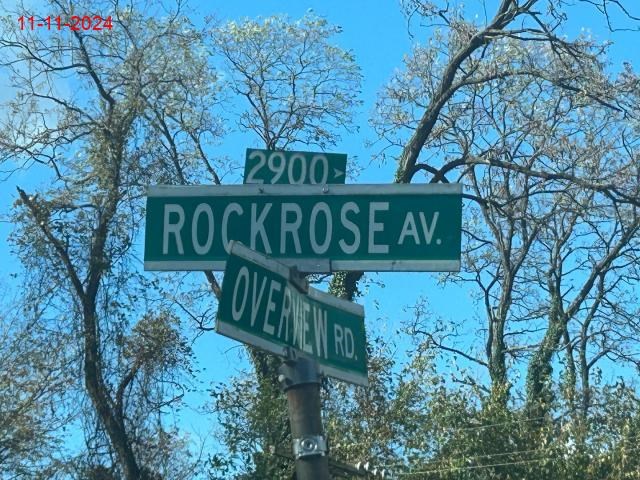 11-11-2024
2900
ROCKROSE AV.
OVERVIEW RD.